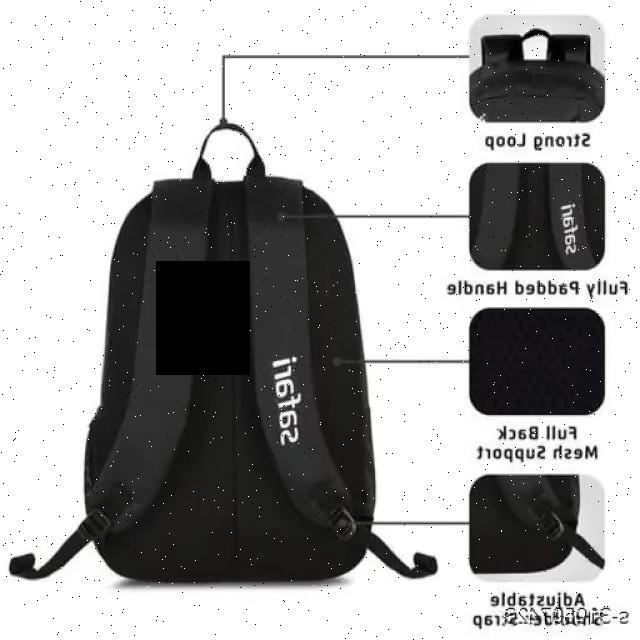 Strong Loop
safari
Fully Padded Handle
safari
Full Back
Mesh Support
Adjustable
Shoulder
Strap